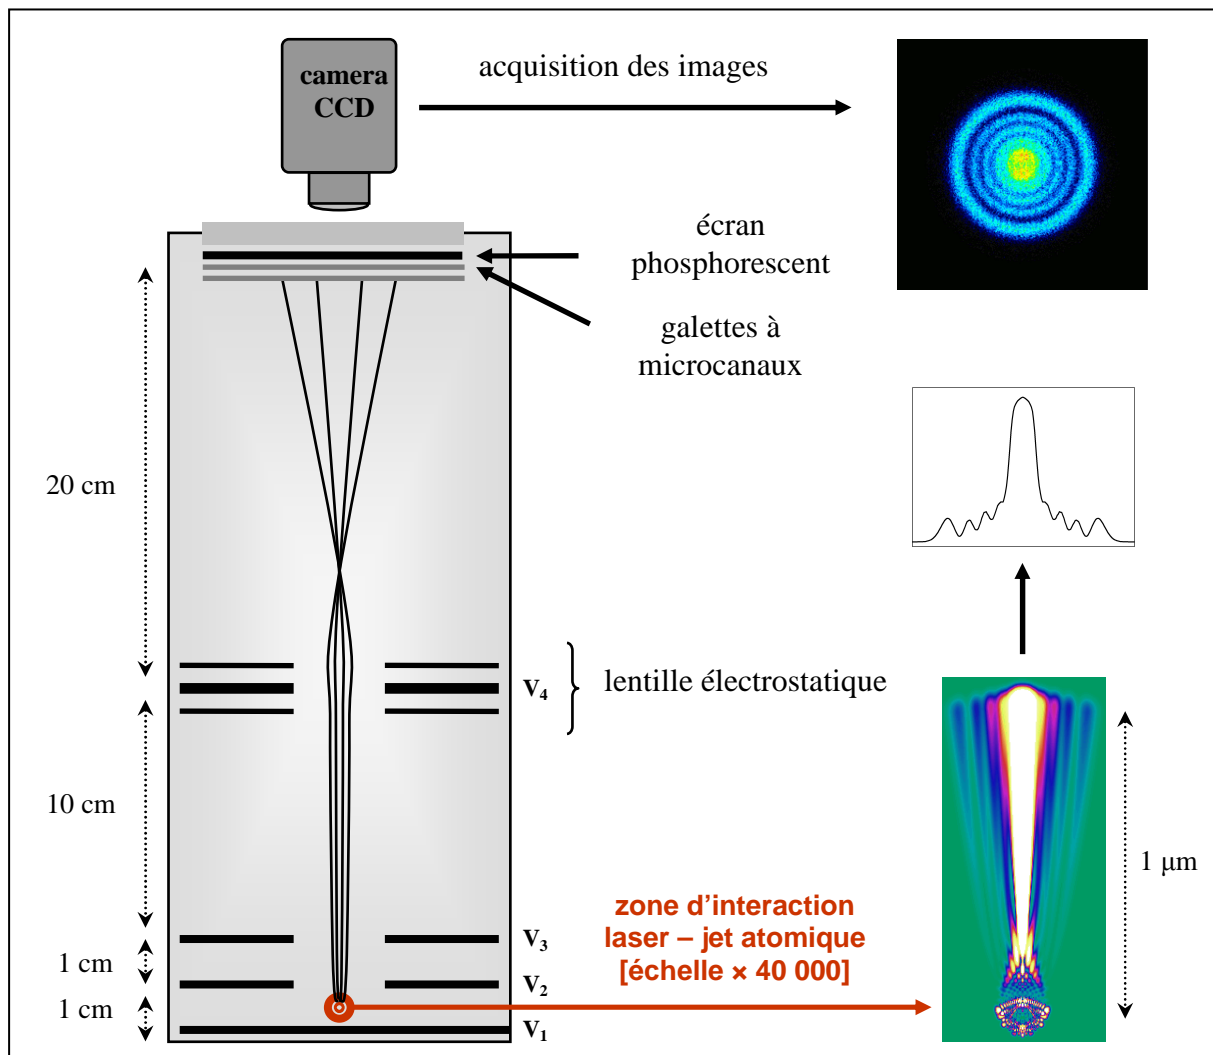 camera
CCD
acquisition des images
écran
phosphorescent
galettes à
microcanaux
20 cm
V4
lentille électrostatique
10 cm
1 µm
zone d'interaction
laser – jet atomique
[échelle × 40 000]
V3
1 cm
V2
1 cm
V1